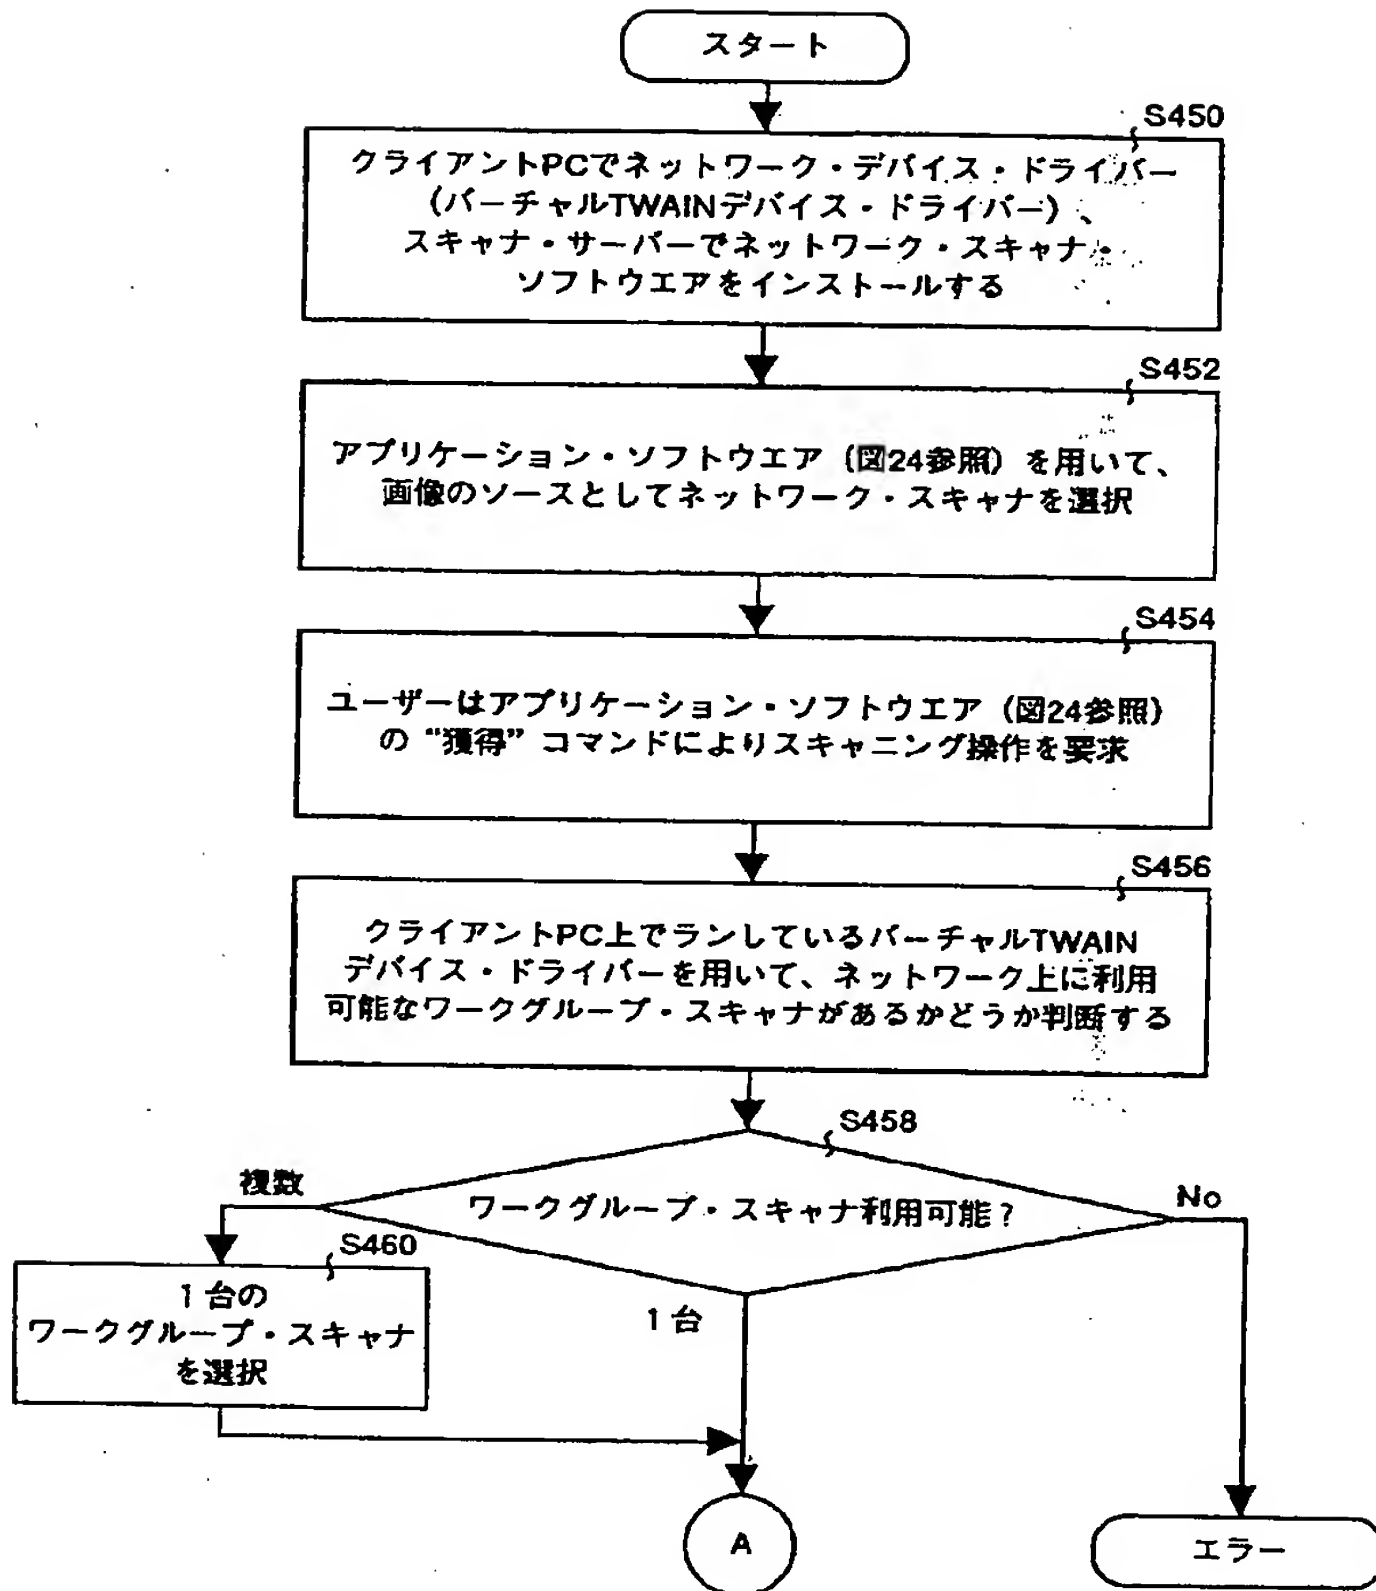 スタート
S450
クライアントPCでネットワーク・デバイス・ドライバー
(バーチャルTWAINデバイス・ドライバー)、
スキャナ・サーバーでネットワーク・スキャナ・
ソフトウエアをインストールする
S452
アプリケーション・ソフトウエア(図24参照)を用いて、
画像のソースとしてネットワーク・スキャナを選択
S454
ユーザーはアプリケーション・ソフトウエア(図24参照)
の“獲得”コマンドによりスキャニング操作を要求
S456
クライアントPC上でランしているバーチャルTWAIN
デバイス・ドライバーを用いて、ネットワーク上に利用
可能なワークグループ・スキャナがあるかどうか判断する
S458
ワークグループ・スキャナ利用可能?
複数
No
S460
1台の
ワークグループ・スキャナ
を選択
1台
A
エラー